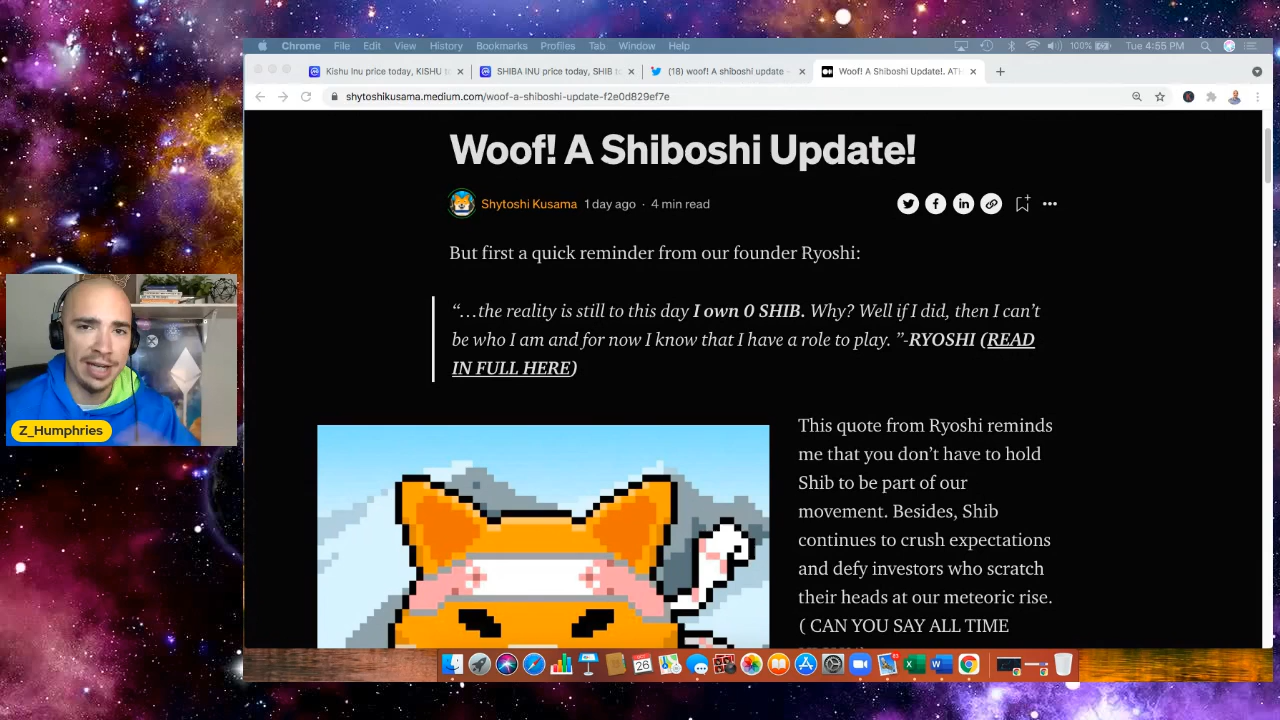 Chrome File Edit View History Bookmarks Profiles Tab Window Help 100% Tue 4:55 PM
Kishu Inu price today, KISHU t
SHIBA INU price today, SHIB to
(18) woof! A shiboshi update -
Woof! A Shiboshi Update!. ATH
shytoshikusama.medium.com/woof-a-shiboshi-update-f2e0d829ef7e
Woof! A Shiboshi Update!
Shytoshi Kusama 1 day ago · 4 min read
But first a quick reminder from our founder Ryoshi:
“…the reality is still to this day I own 0 SHIB. Why? Well if I did, then I can’t
be who I am and for now I know that I have a role to play. ”-RYOSHI (READ
IN FULL HERE)
This quote from Ryoshi reminds
me that you don’t have to hold
Shib to be part of our
movement. Besides, Shib
continues to crush expectations
and defy investors who scratch
their heads at our meteoric rise.
( CAN YOU SAY ALL TIME
Z_Humphries
26